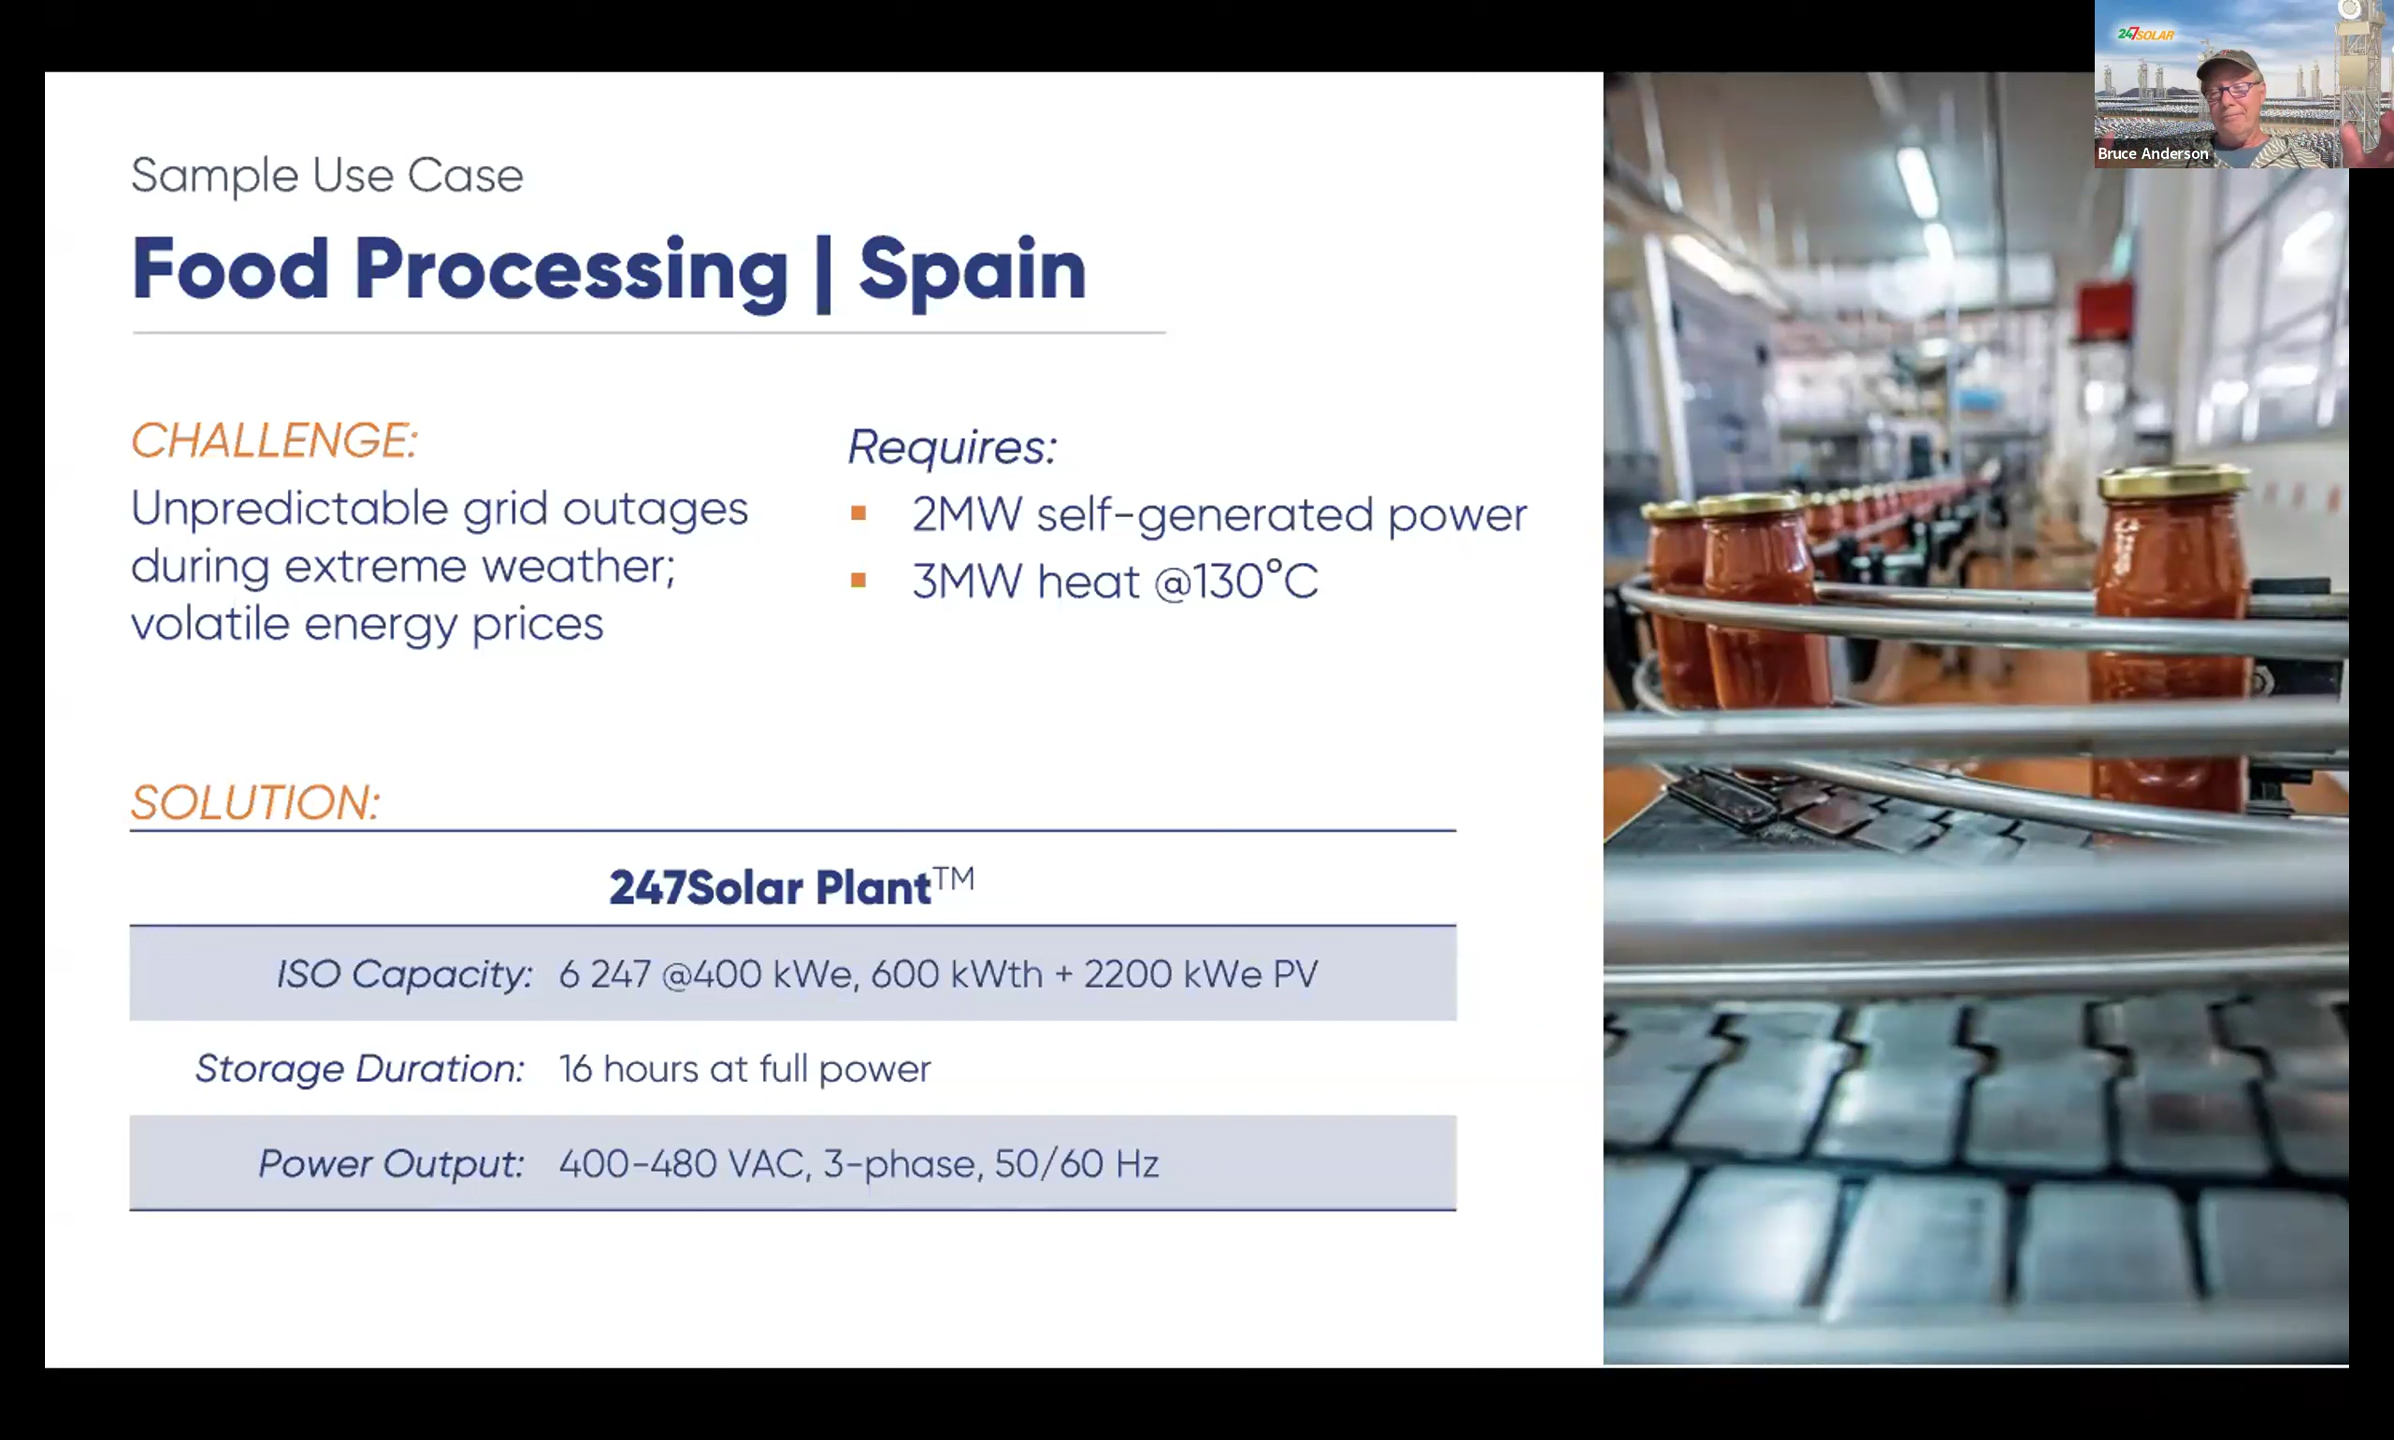 247SOLAR
Bruce Anderson
Sample Use Case
Food Processing | Spain
CHALLENGE:
Unpredictable grid outages
during extreme weather;
volatile energy prices
Requires:
▪ 2MW self-generated power
▪ 3MW heat @130°C
SOLUTION:
247Solar Plant™
ISO Capacity: 6 247 @400 kWe, 600 kWth + 2200 kWe PV
Storage Duration: 16 hours at full power
Power Output: 400-480 VAC, 3-phase, 50/60 Hz